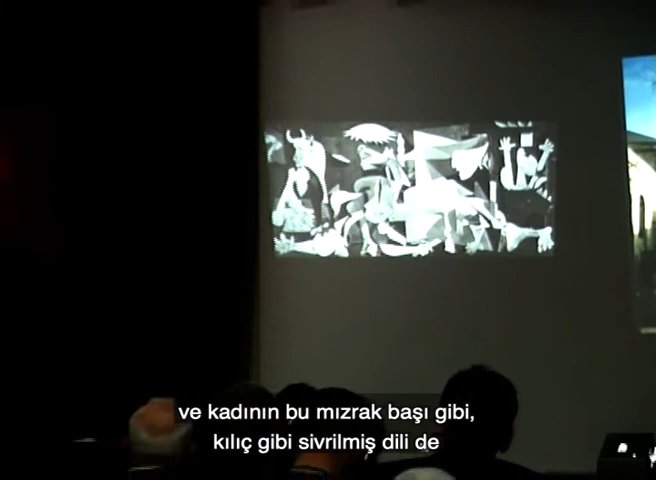 ve kadının bu mızrak başı gibi,
kılıç gibi sivrilmiş dili de